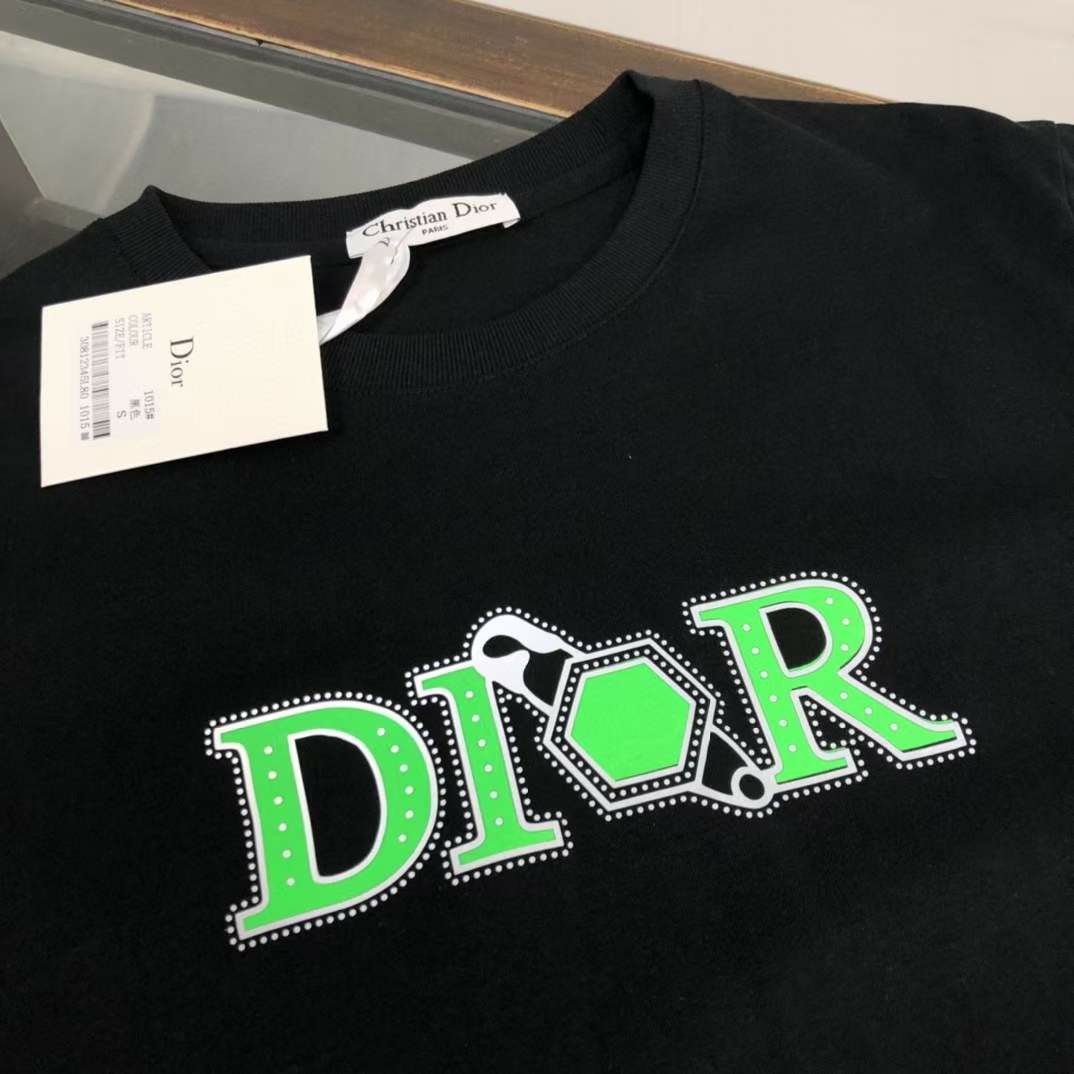 Christian Dior
PARIS
Dior
ARTICLE 1015#
COLOUR 黑色
SIZE/FIT S
DIOR